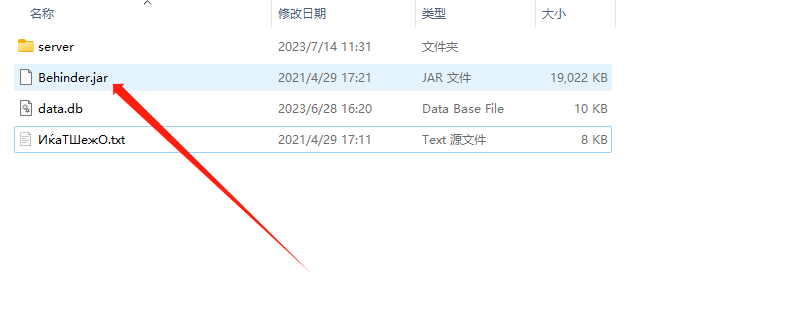 名称 修改日期 类型 大小
server 2023/7/14 11:31 文件夹
Behinder.jar 2021/4/29 17:21 JAR 文件 19,022 KB
data.db 2023/6/28 16:20 Data Base File 10 KB
ИќаТШежО.txt 2021/4/29 17:11 Text 源文件 8 KB